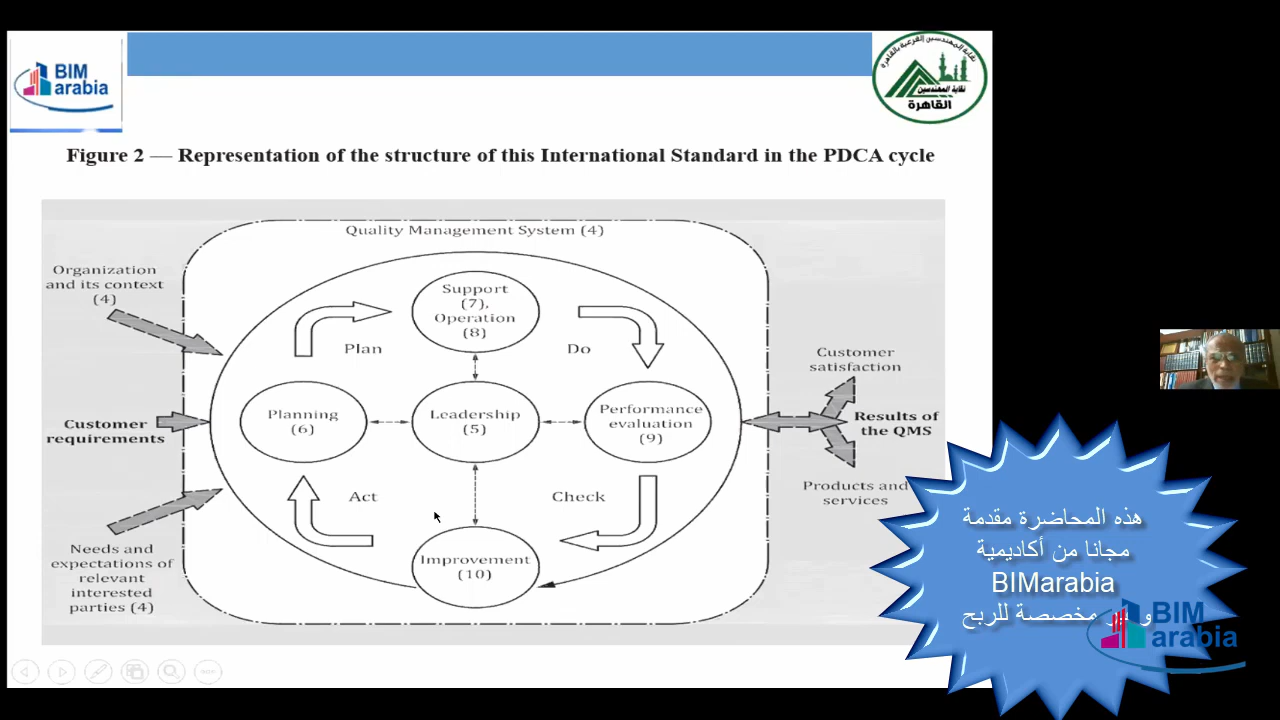 BIM
arabia
نقابة المهندسين الفرعية بالقاهرة
نقابة المهندسين
القاهرة
Figure 2 — Representation of the structure of this International Standard in the PDCA cycle
Quality Management System (4)
Organization
and its context
(4)
Support
(7),
Operation
(8)
Plan
Do
Customer
satisfaction
Planning
(6)
Leadership
(5)
Performance
evaluation
(9)
Customer
requirements
Results of
the QMS
Act
Check
Products and
services
Needs and
expectations of
relevant
interested
parties (4)
Improvement
(10)
هذه المحاضرة مقدمة
مجانا من أكاديمية
BIMarabia
مخصصة للربح
BIM
arabia